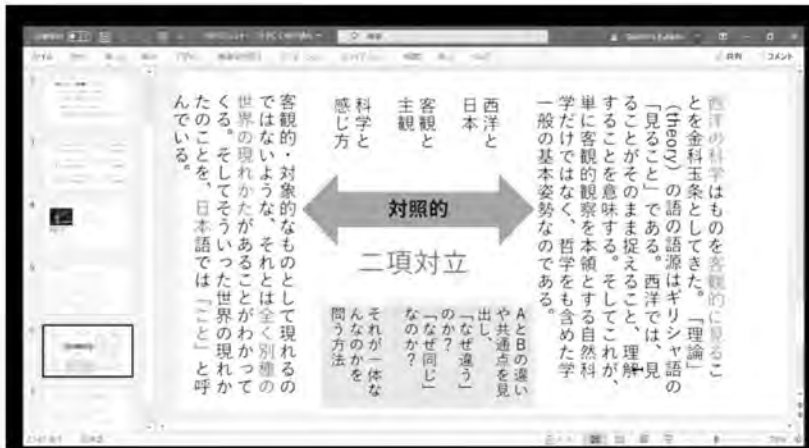 共有
コメント
西洋の科学はものを客観的に見るこ
とを金科玉条としてきた。「理論」
（theory）の語の語源はギリシャ語の
「見ること」である。西洋では、見
ることがそのまま捉えること、理解
することを意味する。そしてこれが、
単に客観的観察を本領とする自然科
学だけではなく、哲学をも含めた学
一般の基本姿勢なのである。
西洋と
日本
客観と
主観
科学と
感じ方
対照的
二項対立
AとBの違い
や共通点を見
出し、
「なぜ違う」
のか？
「なぜ同じ」
なのか？
それが一体な
んなのかを
問う方法
客観的・対象的なものとして現れるの
ではないような、それとは全く別種の
世界の現れかたがあることがわかって
くる。そしてそういった世界の現れか
たのことを、日本語では「こと」と呼
んでいる。